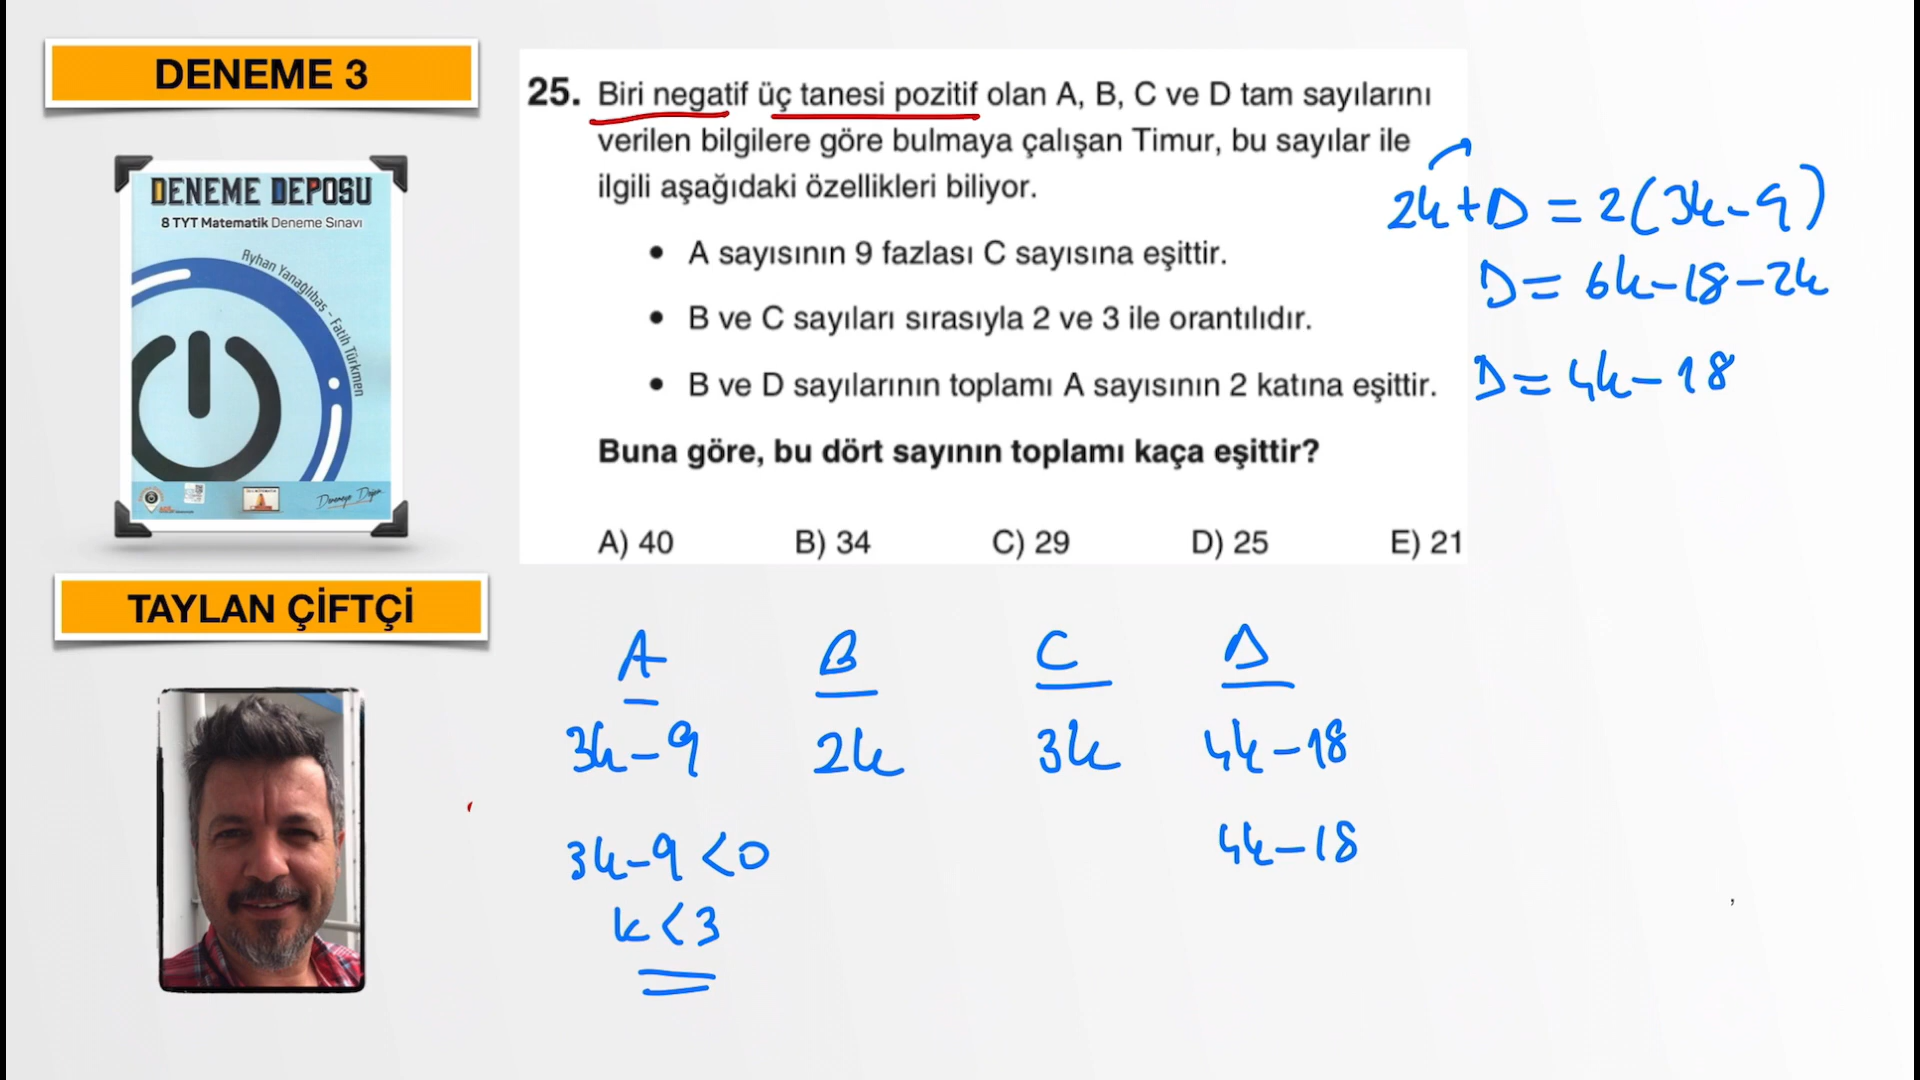 DENEME 3
DENEME DEPOSU
8 TYT Matematik Deneme Sınavı
Ayhan Yanağlıbaş - Fatih Türkmen
TAYLAN ÇİFTÇİ
25. Biri negatif üç tanesi pozitif olan A, B, C ve D tam sayılarını
verilen bilgilere göre bulmaya çalışan Timur, bu sayılar ile
ilgili aşağıdaki özellikleri biliyor.
• A sayısının 9 fazlası C sayısına eşittir.
• B ve C sayıları sırasıyla 2 ve 3 ile orantılıdır.
• B ve D sayılarının toplamı A sayısının 2 katına eşittir.
Buna göre, bu dört sayının toplamı kaça eşittir?
A) 40 B) 34 C) 29 D) 25 E) 21
2k+D=2(3k-9)
D=6k-18-2k
D=4k-18
A B C D
3k-9 2k 3k 4k-18
3k-9<0 4k-18
k<3